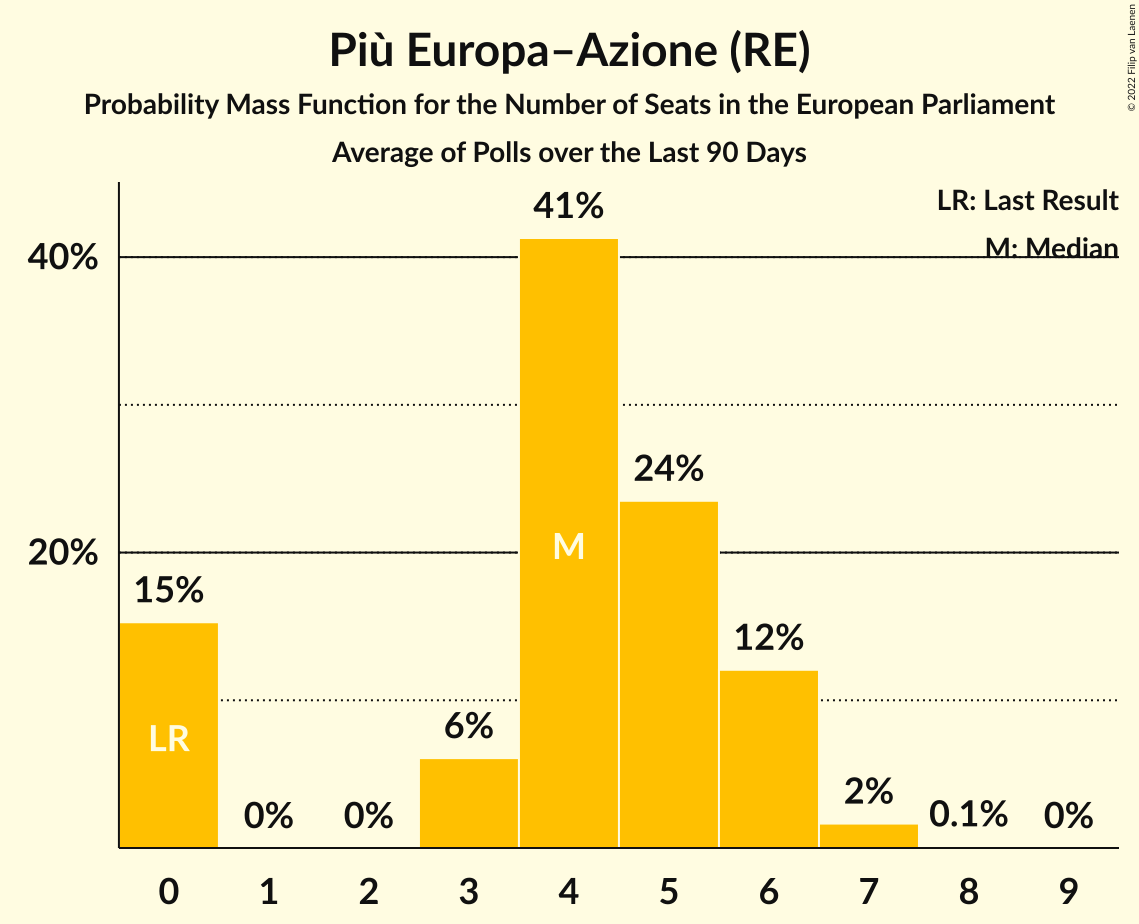 Più Europa–Azione (RE)
Probability Mass Function for the Number of Seats in the European Parliament
Average of Polls over the Last 90 Days
© 2022 Filip van Laenen
LR: Last Result
M: Median
40%
20%
15%
0%
0%
6%
41%
24%
12%
2%
0.1%
0%
LR
M
0 1 2 3 4 5 6 7 8 9